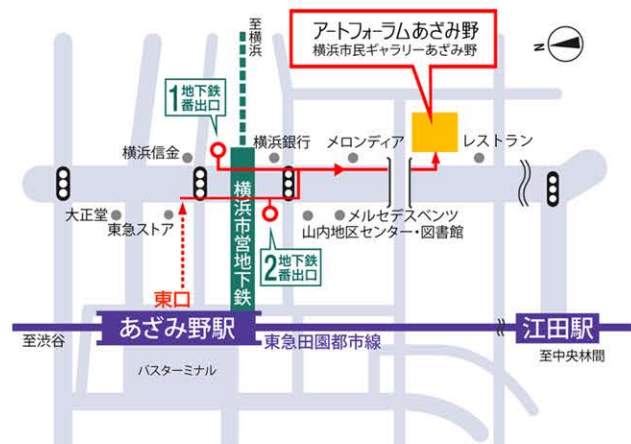 至横浜
アートフォーラムあざみ野
横浜市民ギャラリーあざみ野
N
1地下鉄番出口
横浜信金
横浜銀行
メロンディア
レストラン
大正堂
東急ストア
横浜市営地下鉄
メルセデスベンツ
山内地区センター・図書館
2地下鉄番出口
東口
至渋谷
あざみ野駅
東急田園都市線
江田駅
至中央林間
バスターミナル